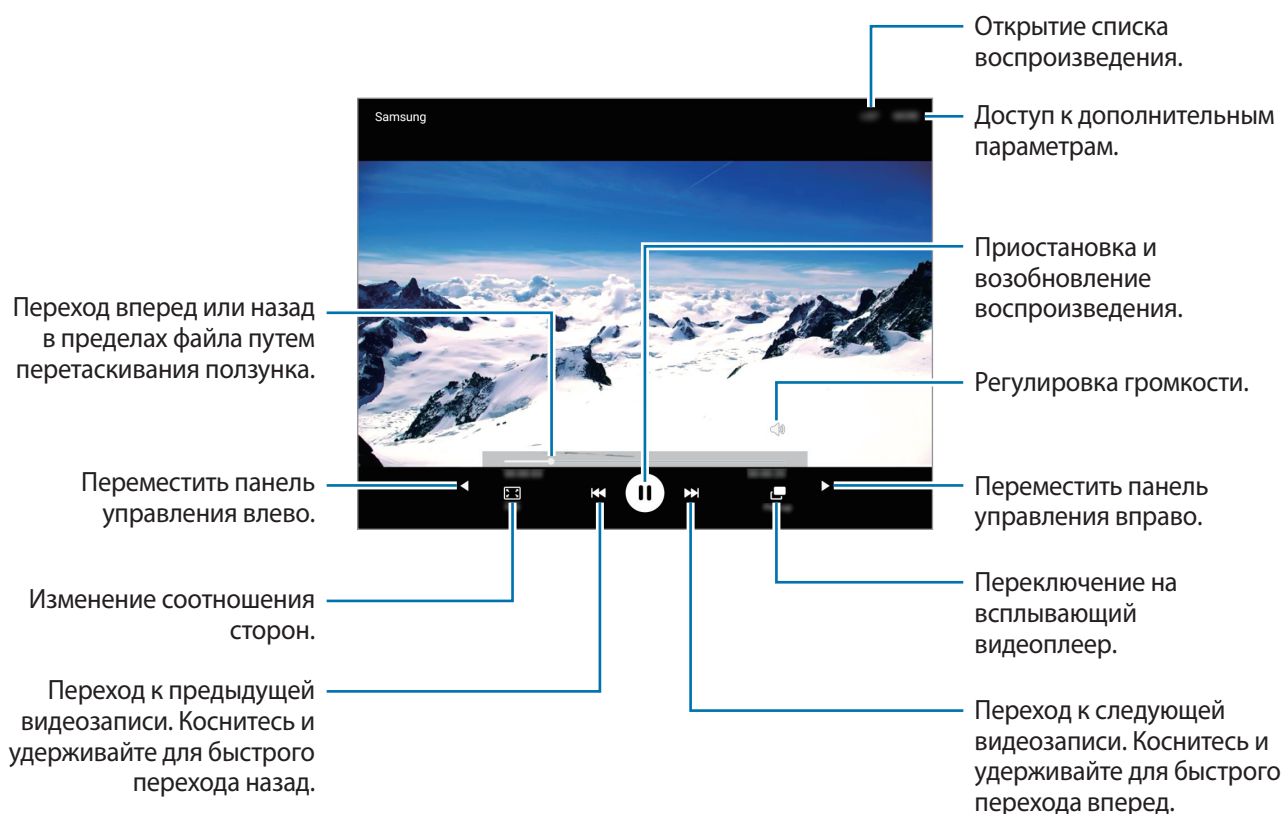 Открытие списка
воспроизведения.
Samsung
Доступ к дополнительным
параметрам.
Приостановка и
возобновление
воспроизведения.
Переход вперед или назад
в пределах файла путем
перетаскивания ползунка.
Регулировка громкости.
Переместить панель
управления влево.
Переместить панель
управления вправо.
Изменение соотношения
сторон.
Переключение на
всплывающий
видеоплеер.
Переход к предыдущей
видеозаписи. Коснитесь и
удерживайте для быстрого
перехода назад.
Переход к следующей
видеозаписи. Коснитесь и
удерживайте для быстрого
перехода вперед.